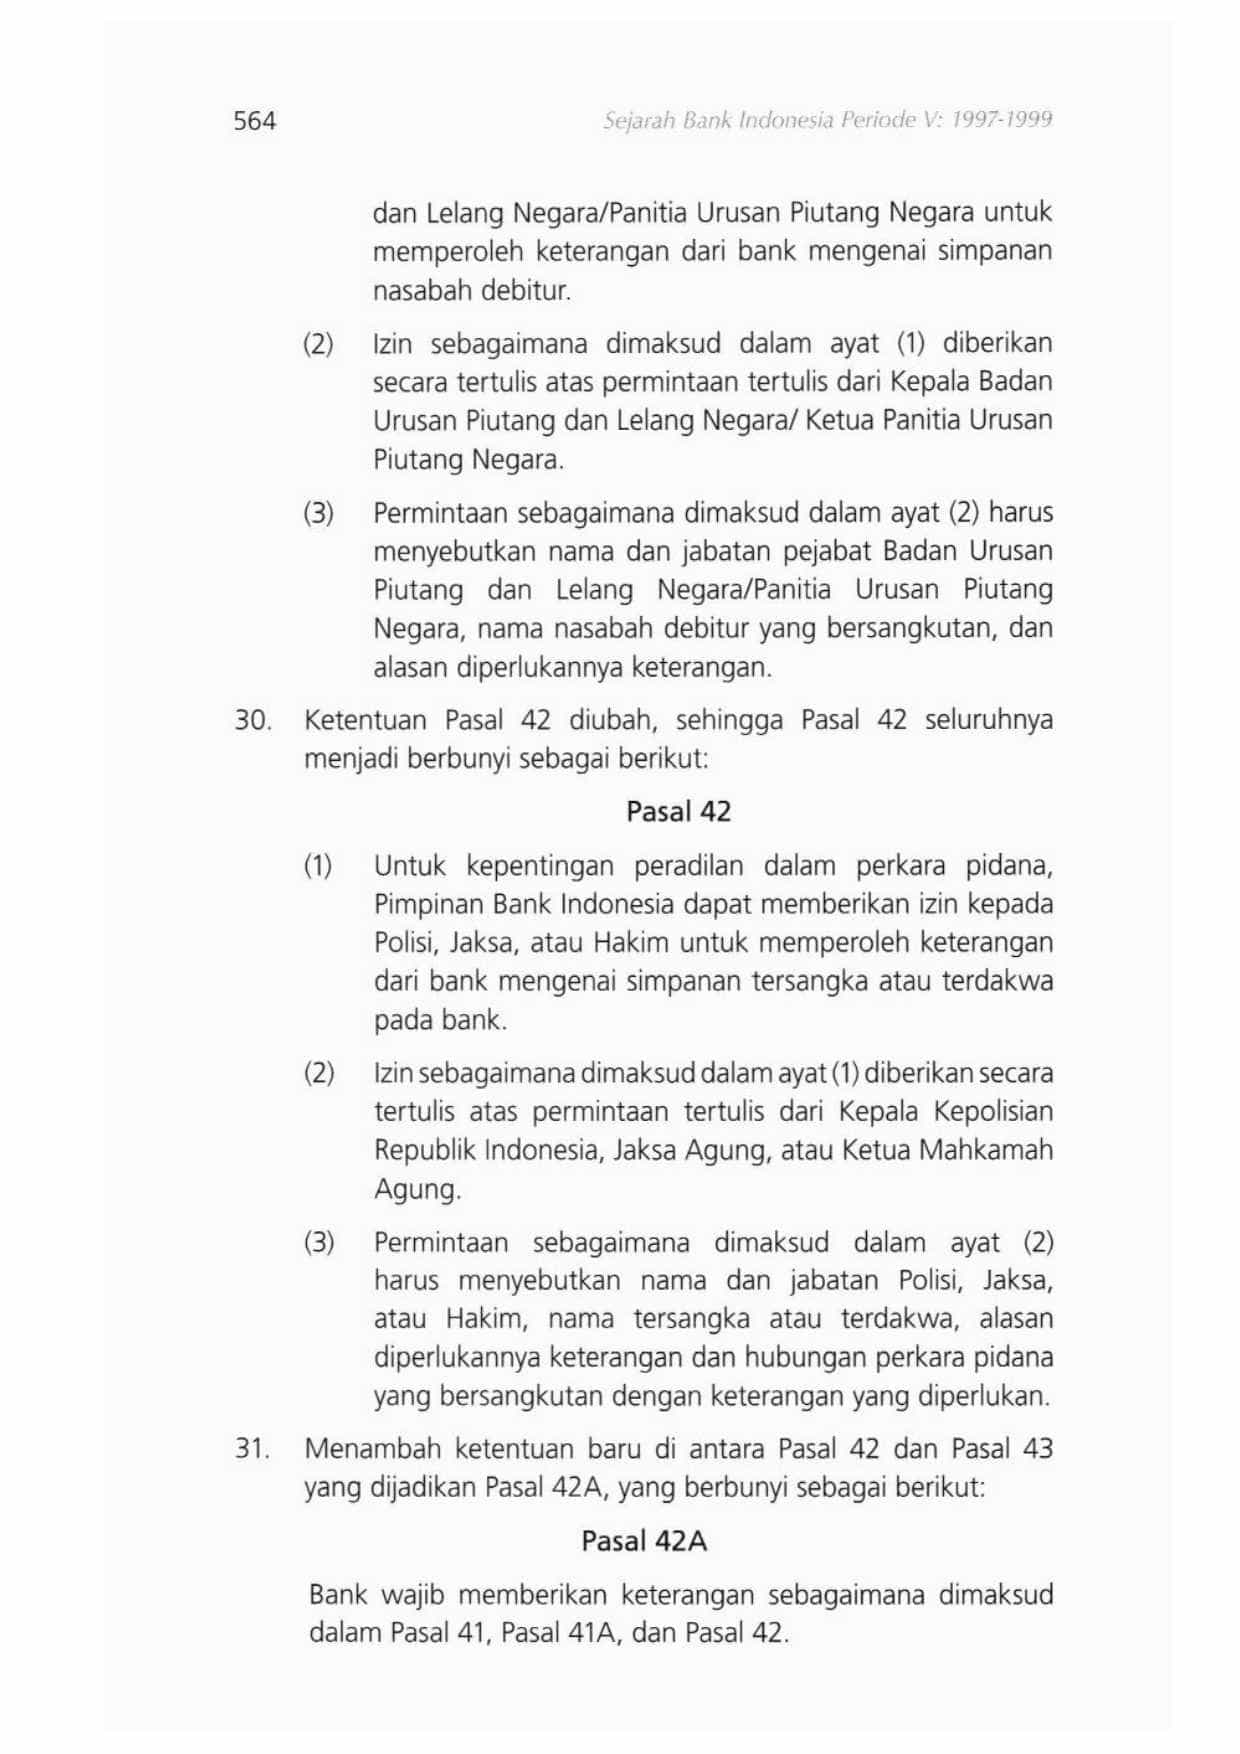 564
Sejarah Bank Indonesia Periode V: 1997-1999
dan Lelang Negara/Panitia Urusan Piutang Negara untuk
memperoleh keterangan dari bank mengenai simpanan
nasabah debitur.
(2) Izin sebagaimana dimaksud dalam ayat (1) diberikan
secara tertulis atas permintaan tertulis dari Kepala Badan
Urusan Piutang dan Lelang Negara/ Ketua Panitia Urusan
Piutang Negara.
(3) Permintaan sebagaimana dimaksud dalam ayat (2) harus
menyebutkan nama dan jabatan pejabat Badan Urusan
Piutang dan Lelang Negara/Panitia Urusan Piutang
Negara, nama nasabah debitur yang bersangkutan, dan
alasan diperlukannya keterangan.
30. Ketentuan Pasal 42 diubah, sehingga Pasal 42 seluruhnya
menjadi berbunyi sebagai berikut:
Pasal 42
(1) Untuk kepentingan peradilan dalam perkara pidana,
Pimpinan Bank Indonesia dapat memberikan izin kepada
Polisi, Jaksa, atau Hakim untuk memperoleh keterangan
dari bank mengenai simpanan tersangka atau terdakwa
pada bank.
(2) Izin sebagaimana dimaksud dalam ayat (1) diberikan secara
tertulis atas permintaan tertulis dari Kepala Kepolisian
Republik Indonesia, Jaksa Agung, atau Ketua Mahkamah
Agung.
(3) Permintaan sebagaimana dimaksud dalam ayat (2)
harus menyebutkan nama dan jabatan Polisi, Jaksa,
atau Hakim, nama tersangka atau terdakwa, alasan
diperlukannya keterangan dan hubungan perkara pidana
yang bersangkutan dengan keterangan yang diperlukan.
31. Menambah ketentuan baru di antara Pasal 42 dan Pasal 43
yang dijadikan Pasal 42A, yang berbunyi sebagai berikut:
Pasal 42A
Bank wajib memberikan keterangan sebagaimana dimaksud
dalam Pasal 41, Pasal 41A, dan Pasal 42.